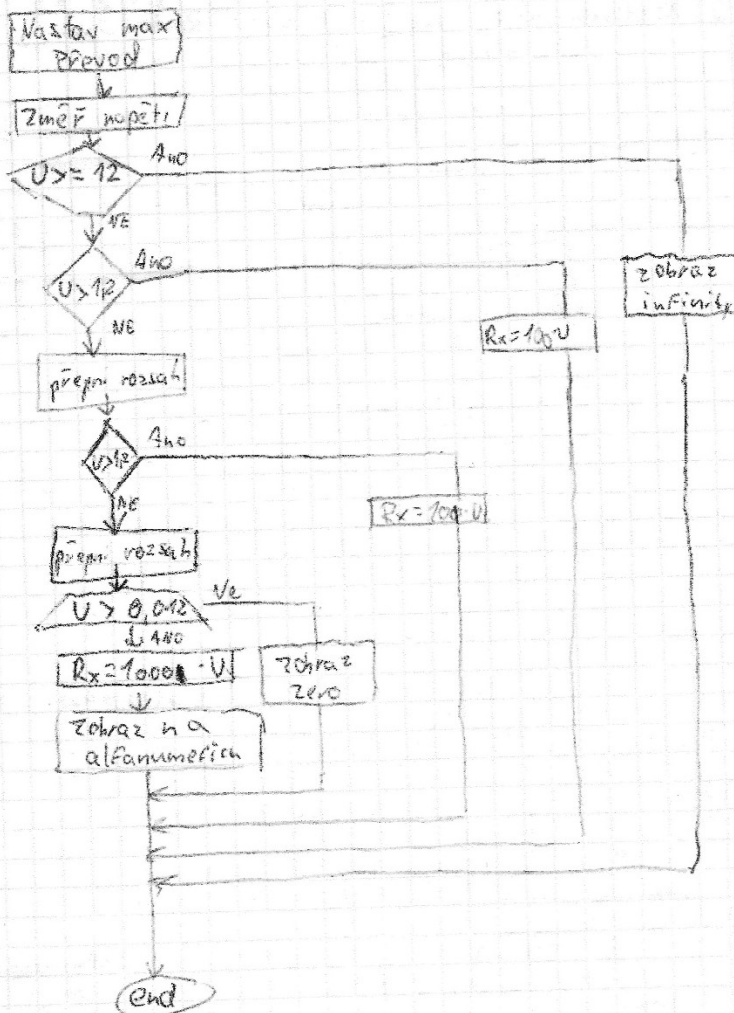 Nastav max
převod
Změř napětí
U>= 12
Ano
NE
U>1,2
Ano
NE
zobraz
infinity
Rx=100·U
přepni rozsah
U>1,2
Ano
NE
Rx=100·U
přepni rozsah
U > 0,012
Ne
↓ ANO
Rx=1000 · U
zobraz
zero
zobraz na
alfanumerick
end